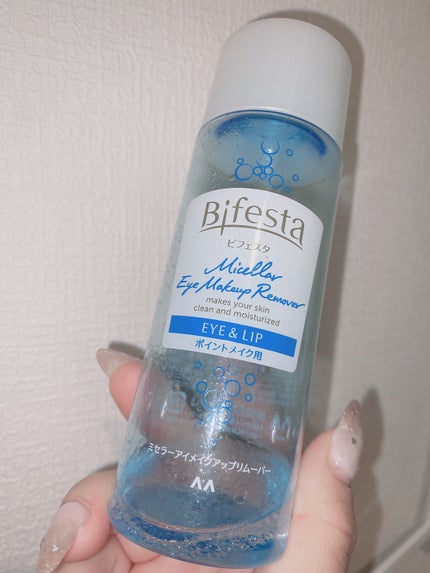 Bifesta
ビフェスタ
Micellar
Eye Makeup Remover
makes your skin
clean and moisturized
EYE & LIP
ポイントメイク用
ミセラーアイメイクアップリムーバー